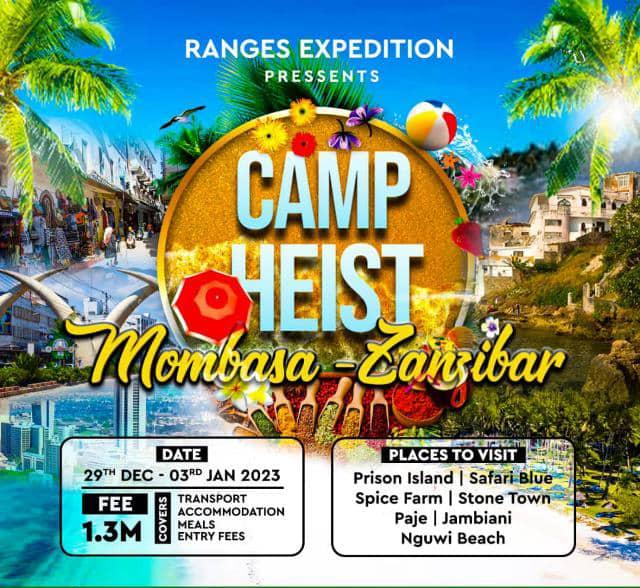 RANGES EXPEDITION
PRESSENTS
CAMP
HEIST
Mombasa - Zanzibar
DATE
29TH DEC - 03RD JAN 2023
FEE
1.3M
COVERS
TRANSPORT
ACCOMMODATION
MEALS
ENTRY FEES
PLACES TO VISIT
Prison Island | Safari Blue
Spice Farm | Stone Town
Paje | Jambiani
Nguwi Beach